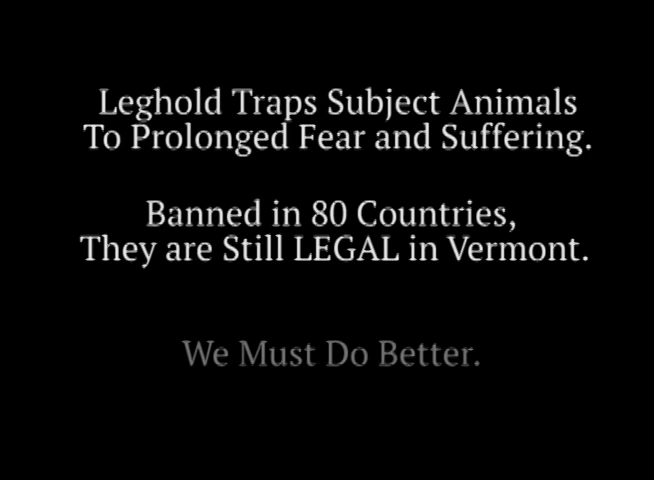 Leghold Traps Subject Animals
To Prolonged Fear and Suffering.
Banned in 80 Countries,
They are Still LEGAL in Vermont.
We Must Do Better.